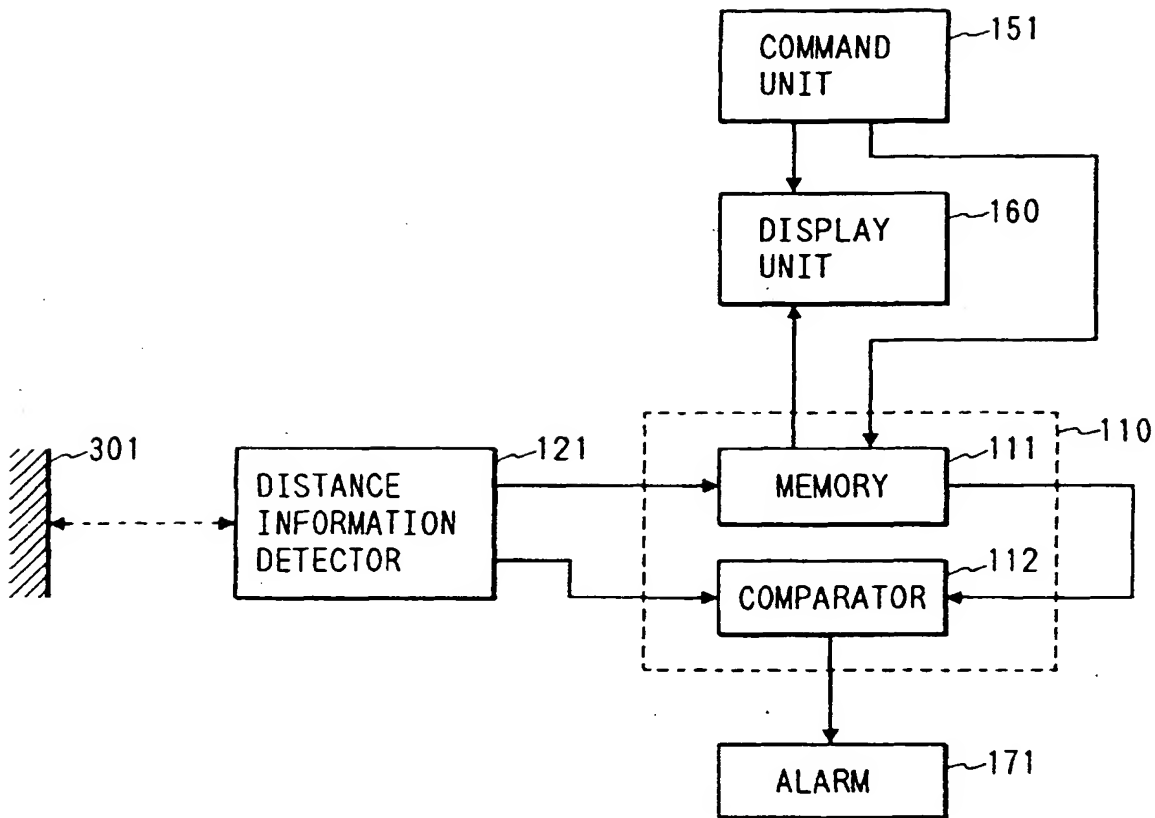 COMMAND
UNIT
151
DISPLAY
UNIT
160
301
DISTANCE
INFORMATION
DETECTOR
121
110
MEMORY
111
COMPARATOR
112
ALARM
171